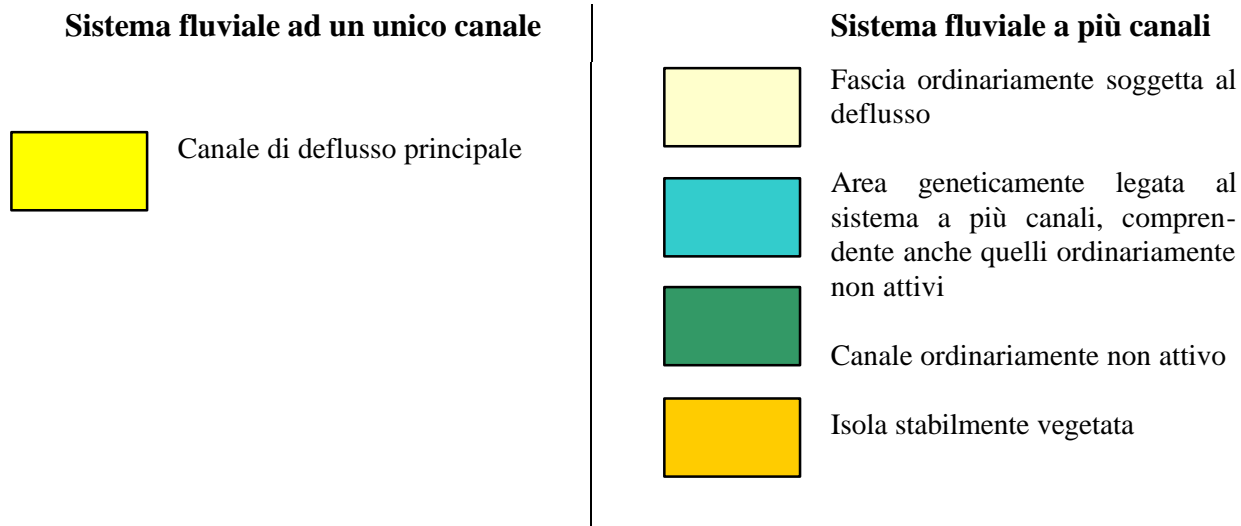 Sistema fluviale ad un unico canale
Canale di deflusso principale
Sistema fluviale a più canali
Fascia ordinariamente soggetta al
deflusso
Area geneticamente legata al
sistema a più canali, compren-
dente anche quelli ordinariamente
non attivi
Canale ordinariamente non attivo
Isola stabilmente vegetata